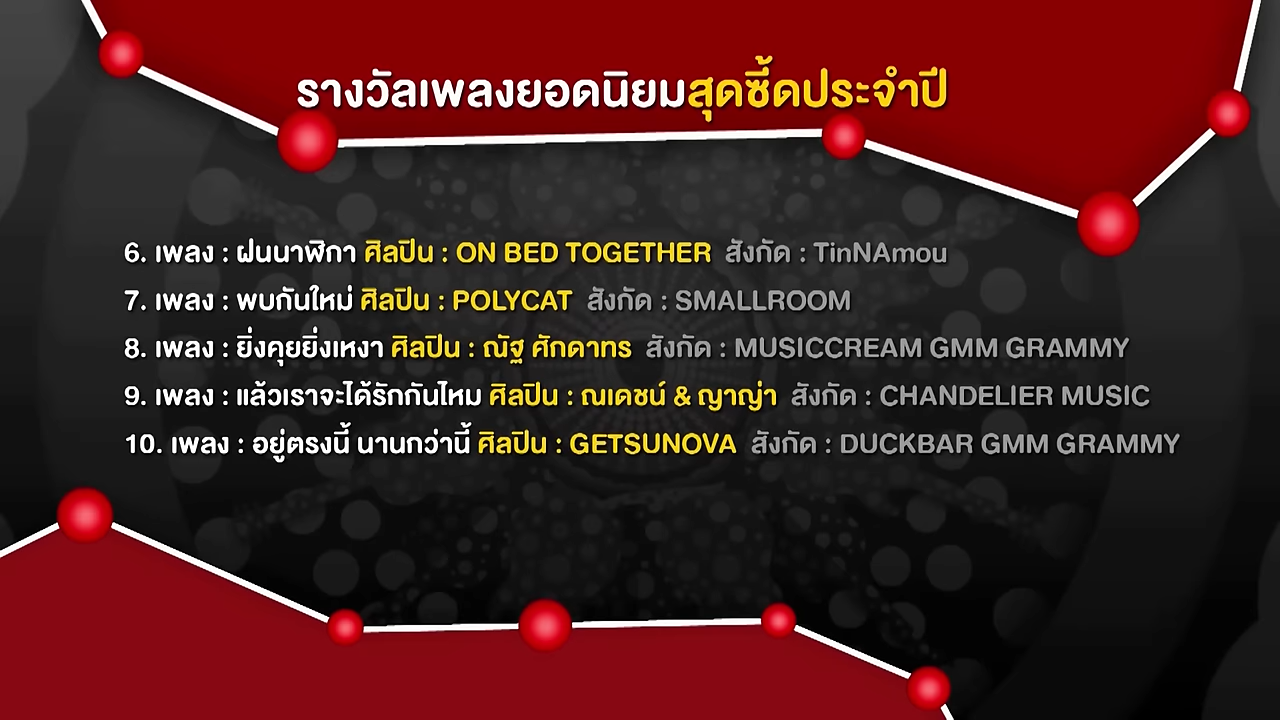 รางวัลเพลงยอดนิยมสุดซี้ดประจำปี
6. เพลง : ฝนนาฬิกา ศิลปิน : ON BED TOGETHER สังกัด : TinNAmou
7. เพลง : พบกันใหม่ ศิลปิน : POLYCAT สังกัด : SMALLROOM
8. เพลง : ยิ่งคุยยิ่งเหงา ศิลปิน : ณัฐ ศักดาทร สังกัด : MUSICCREAM GMM GRAMMY
9. เพลง : แล้วเราจะได้รักกันไหม ศิลปิน : ณเดชน์ & ญาญ่า สังกัด : CHANDELIER MUSIC
10. เพลง : อยู่ตรงนี้ นานกว่านี้ ศิลปิน : GETSUNOVA สังกัด : DUCKBAR GMM GRAMMY